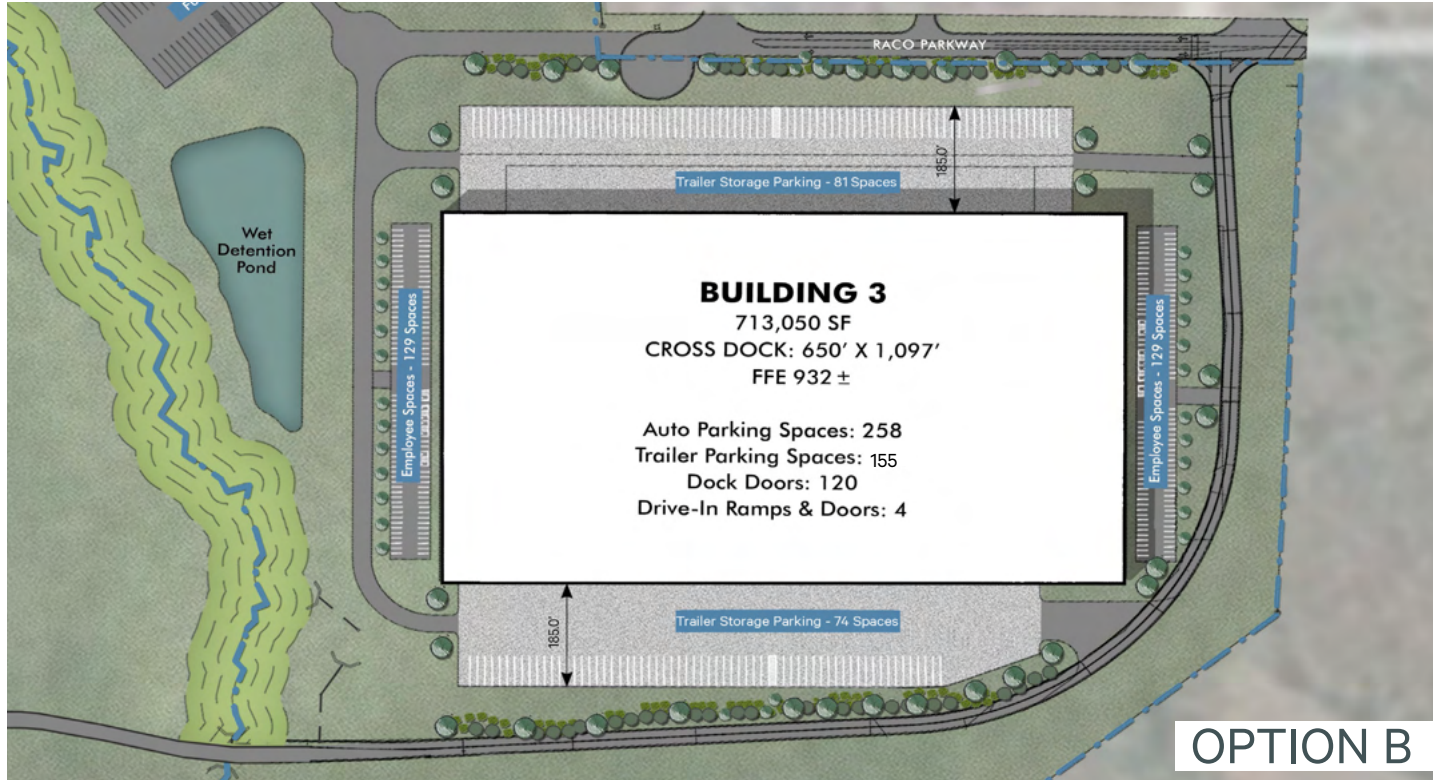 RACO PARKWAY
185.0'
Trailer Storage Parking - 81 Spaces
Wet
Detention
Pond
Employee Spaces - 129 Spaces
BUILDING 3
713,050 SF
CROSS DOCK: 650' X 1,097'
FFE 932 ±
Auto Parking Spaces: 258
Trailer Parking Spaces: 155
Dock Doors: 120
Drive-In Ramps & Doors: 4
Employee Spaces - 129 Spaces
185.0'
Trailer Storage Parking - 74 Spaces
OPTION B